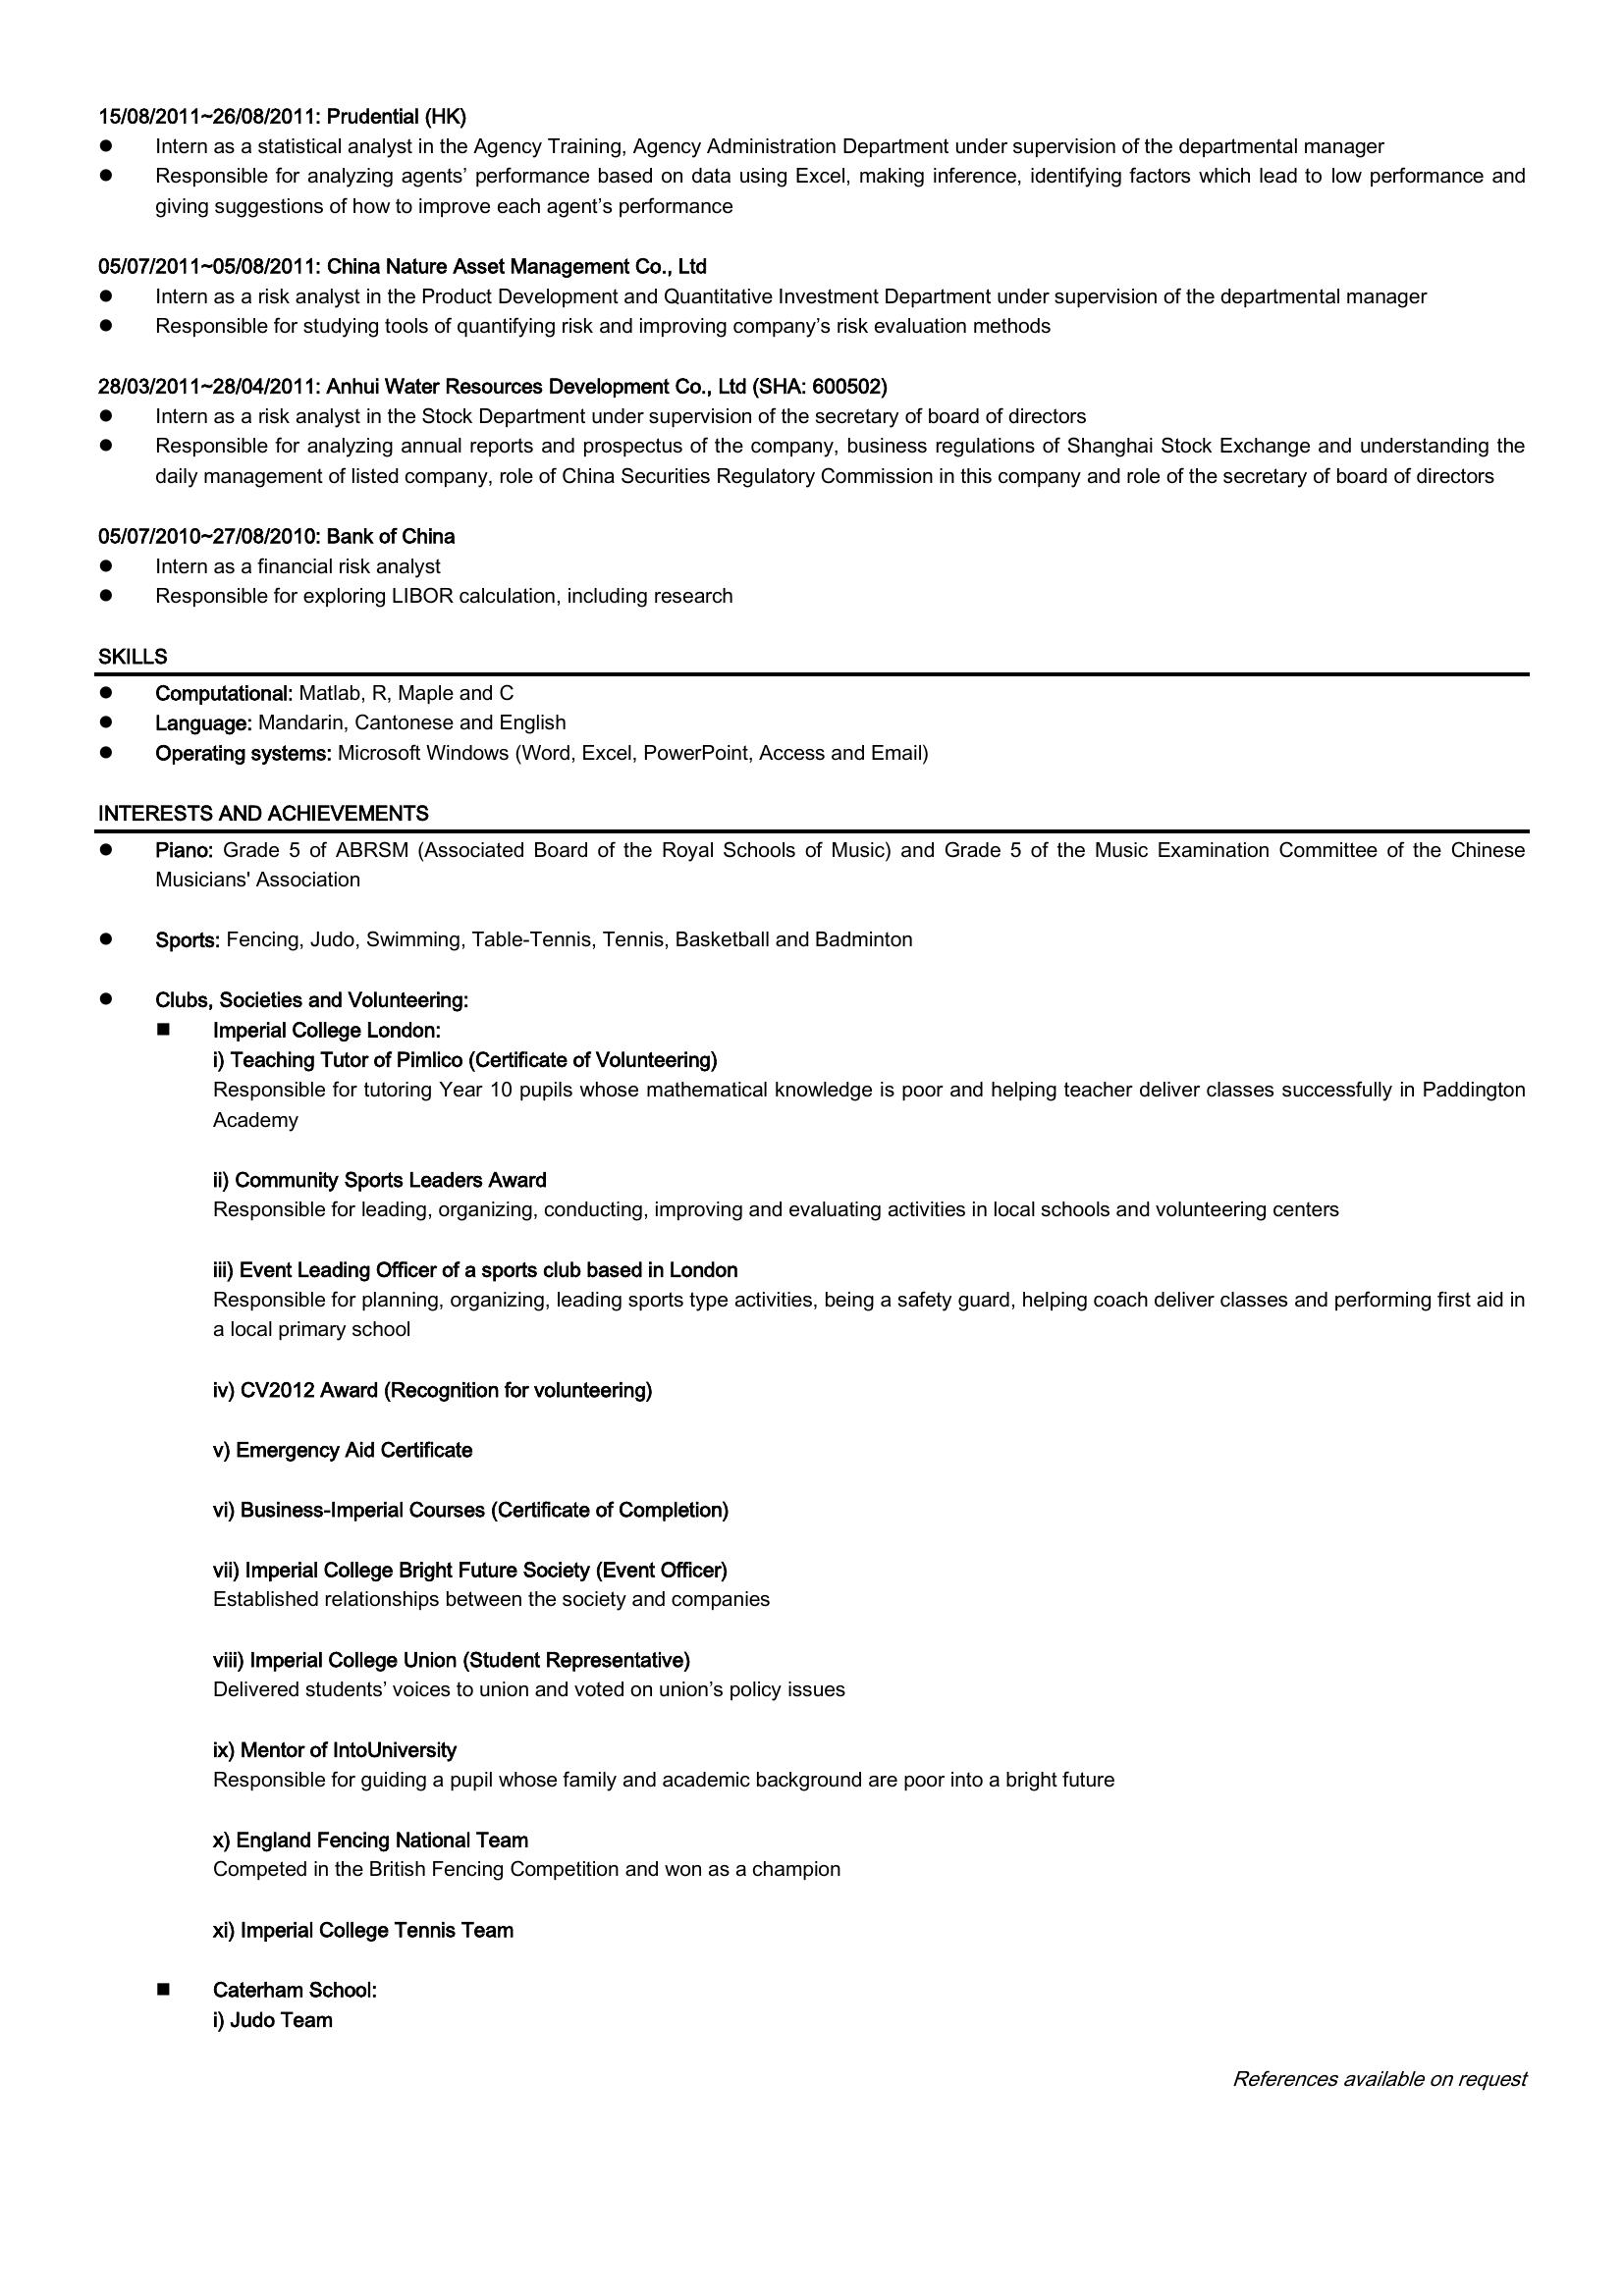 15/08/2011~26/08/2011: Prudential (HK)
● Intern as a statistical analyst in the Agency Training, Agency Administration Department under supervision of the departmental manager
● Responsible for analyzing agents’ performance based on data using Excel, making inference, identifying factors which lead to low performance and
giving suggestions of how to improve each agent’s performance
05/07/2011~05/08/2011: China Nature Asset Management Co., Ltd
● Intern as a risk analyst in the Product Development and Quantitative Investment Department under supervision of the departmental manager
● Responsible for studying tools of quantifying risk and improving company’s risk evaluation methods
28/03/2011~28/04/2011: Anhui Water Resources Development Co., Ltd (SHA: 600502)
● Intern as a risk analyst in the Stock Department under supervision of the secretary of board of directors
● Responsible for analyzing annual reports and prospectus of the company, business regulations of Shanghai Stock Exchange and understanding the
daily management of listed company, role of China Securities Regulatory Commission in this company and role of the secretary of board of directors
05/07/2010~27/08/2010: Bank of China
● Intern as a financial risk analyst
● Responsible for exploring LIBOR calculation, including research
SKILLS
● Computational: Matlab, R, Maple and C
● Language: Mandarin, Cantonese and English
● Operating systems: Microsoft Windows (Word, Excel, PowerPoint, Access and Email)
INTERESTS AND ACHIEVEMENTS
● Piano: Grade 5 of ABRSM (Associated Board of the Royal Schools of Music) and Grade 5 of the Music Examination Committee of the Chinese
Musicians' Association
● Sports: Fencing, Judo, Swimming, Table-Tennis, Tennis, Basketball and Badminton
● Clubs, Societies and Volunteering:
■ Imperial College London:
i) Teaching Tutor of Pimlico (Certificate of Volunteering)
Responsible for tutoring Year 10 pupils whose mathematical knowledge is poor and helping teacher deliver classes successfully in Paddington
Academy
ii) Community Sports Leaders Award
Responsible for leading, organizing, conducting, improving and evaluating activities in local schools and volunteering centers
iii) Event Leading Officer of a sports club based in London
Responsible for planning, organizing, leading sports type activities, being a safety guard, helping coach deliver classes and performing first aid in
a local primary school
iv) CV2012 Award (Recognition for volunteering)
v) Emergency Aid Certificate
vi) Business-Imperial Courses (Certificate of Completion)
vii) Imperial College Bright Future Society (Event Officer)
Established relationships between the society and companies
viii) Imperial College Union (Student Representative)
Delivered students’ voices to union and voted on union’s policy issues
ix) Mentor of IntoUniversity
Responsible for guiding a pupil whose family and academic background are poor into a bright future
x) England Fencing National Team
Competed in the British Fencing Competition and won as a champion
xi) Imperial College Tennis Team
■ Caterham School:
i) Judo Team
References available on request